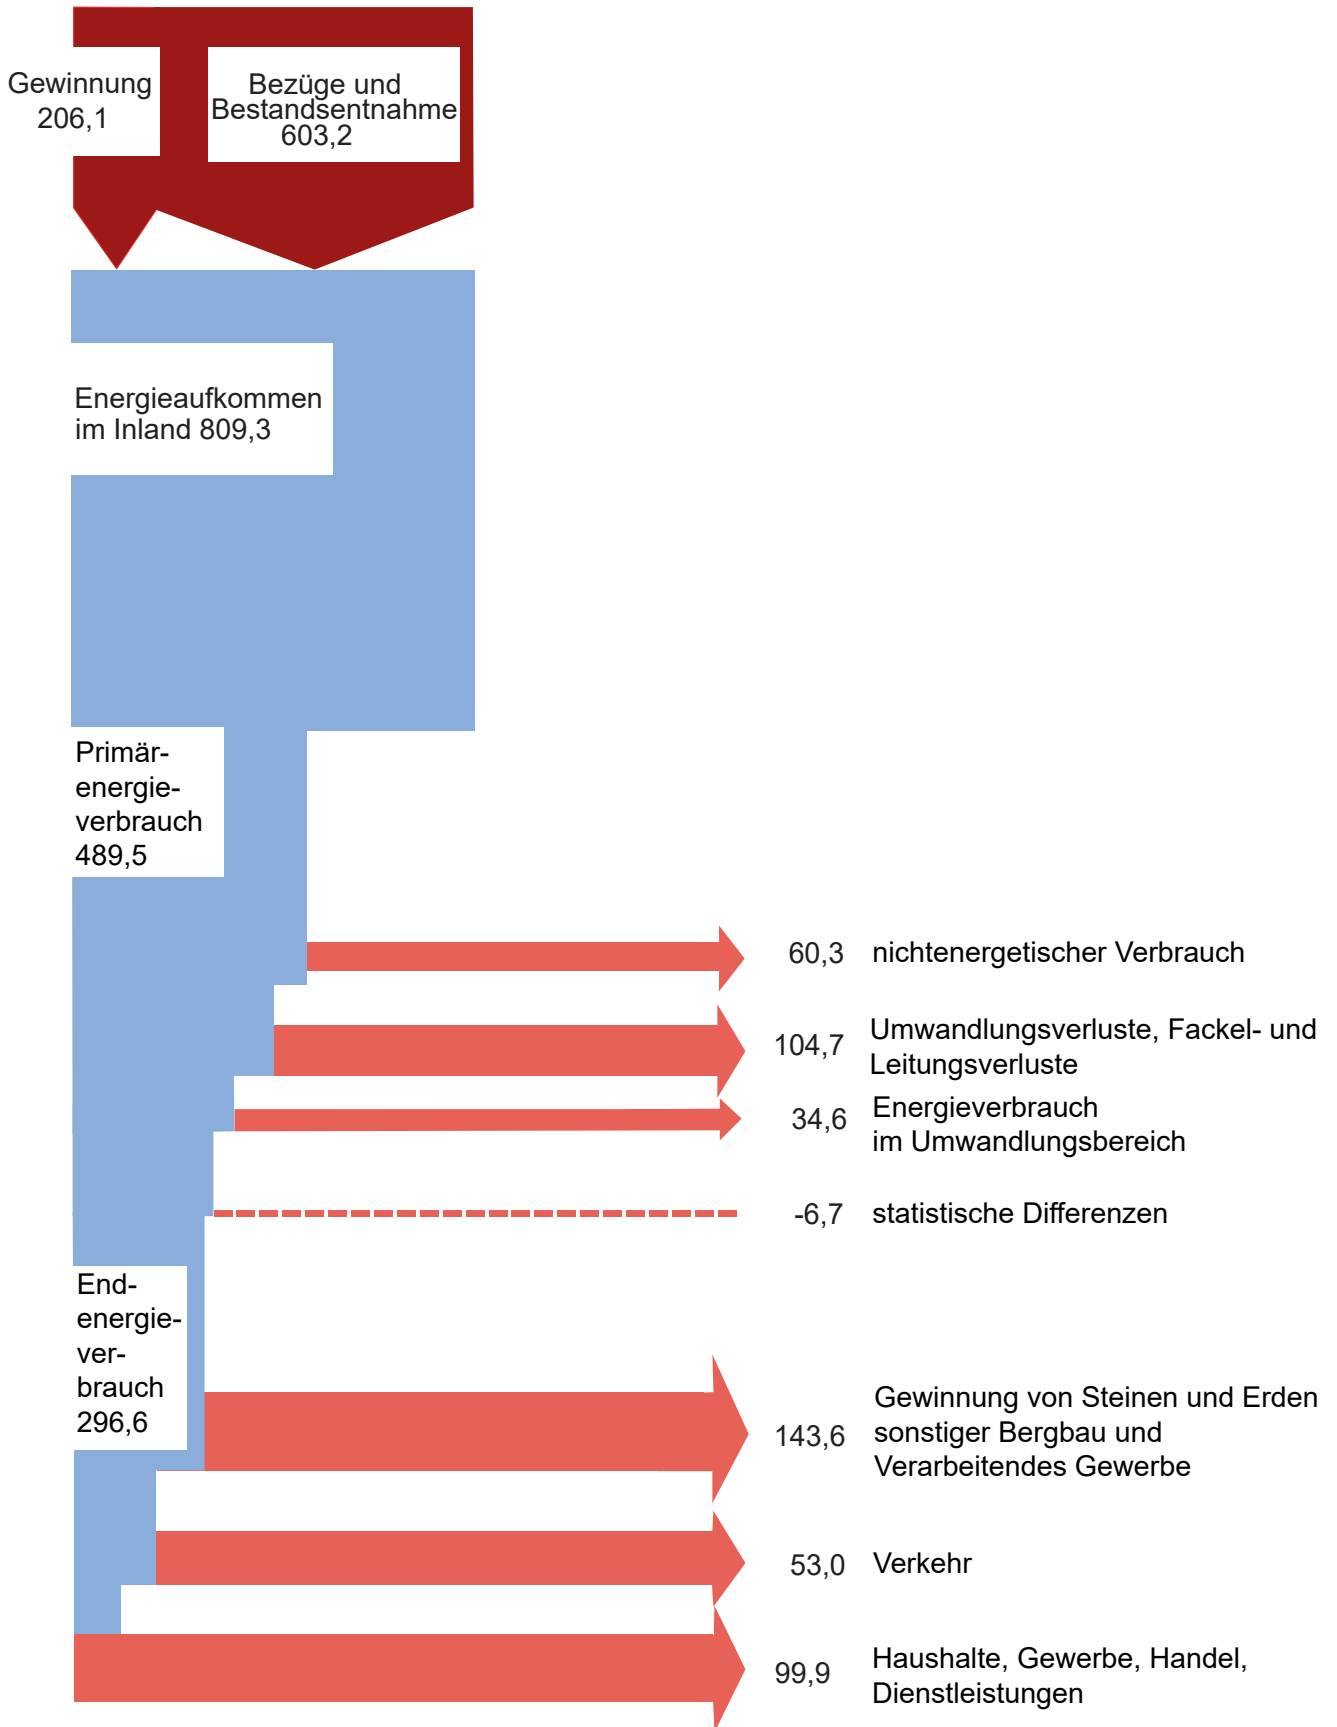 Gewinnung
206,1
Bezüge und
Bestandsentnahme
603,2
Energieaufkommen
im Inland 809,3
Primär-
energie-
verbrauch
489,5
60,3 nichtenergetischer Verbrauch
104,7 Umwandlungsverluste, Fackel- und
Leitungsverluste
34,6 Energieverbrauch
im Umwandlungsbereich
-6,7 statistische Differenzen
End-
energie-
ver-
brauch
296,6
143,6 Gewinnung von Steinen und Erden
sonstiger Bergbau und
Verarbeitendes Gewerbe
53,0 Verkehr
99,9 Haushalte, Gewerbe, Handel,
Dienstleistungen